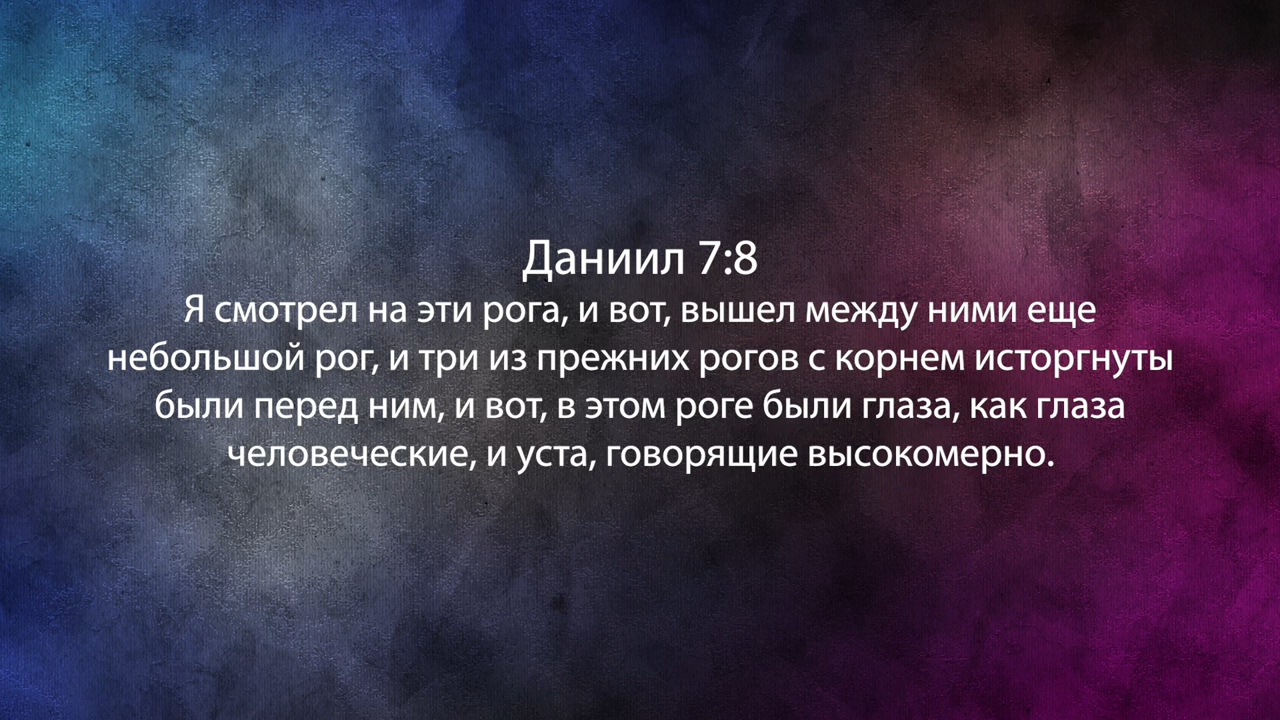 Даниил 7:8
Я смотрел на эти рога, и вот, вышел между ними еще
небольшой рог, и три из прежних рогов с корнем исторгнуты
были перед ним, и вот, в этом роге были глаза, как глаза
человеческие, и уста, говорящие высокомерно.